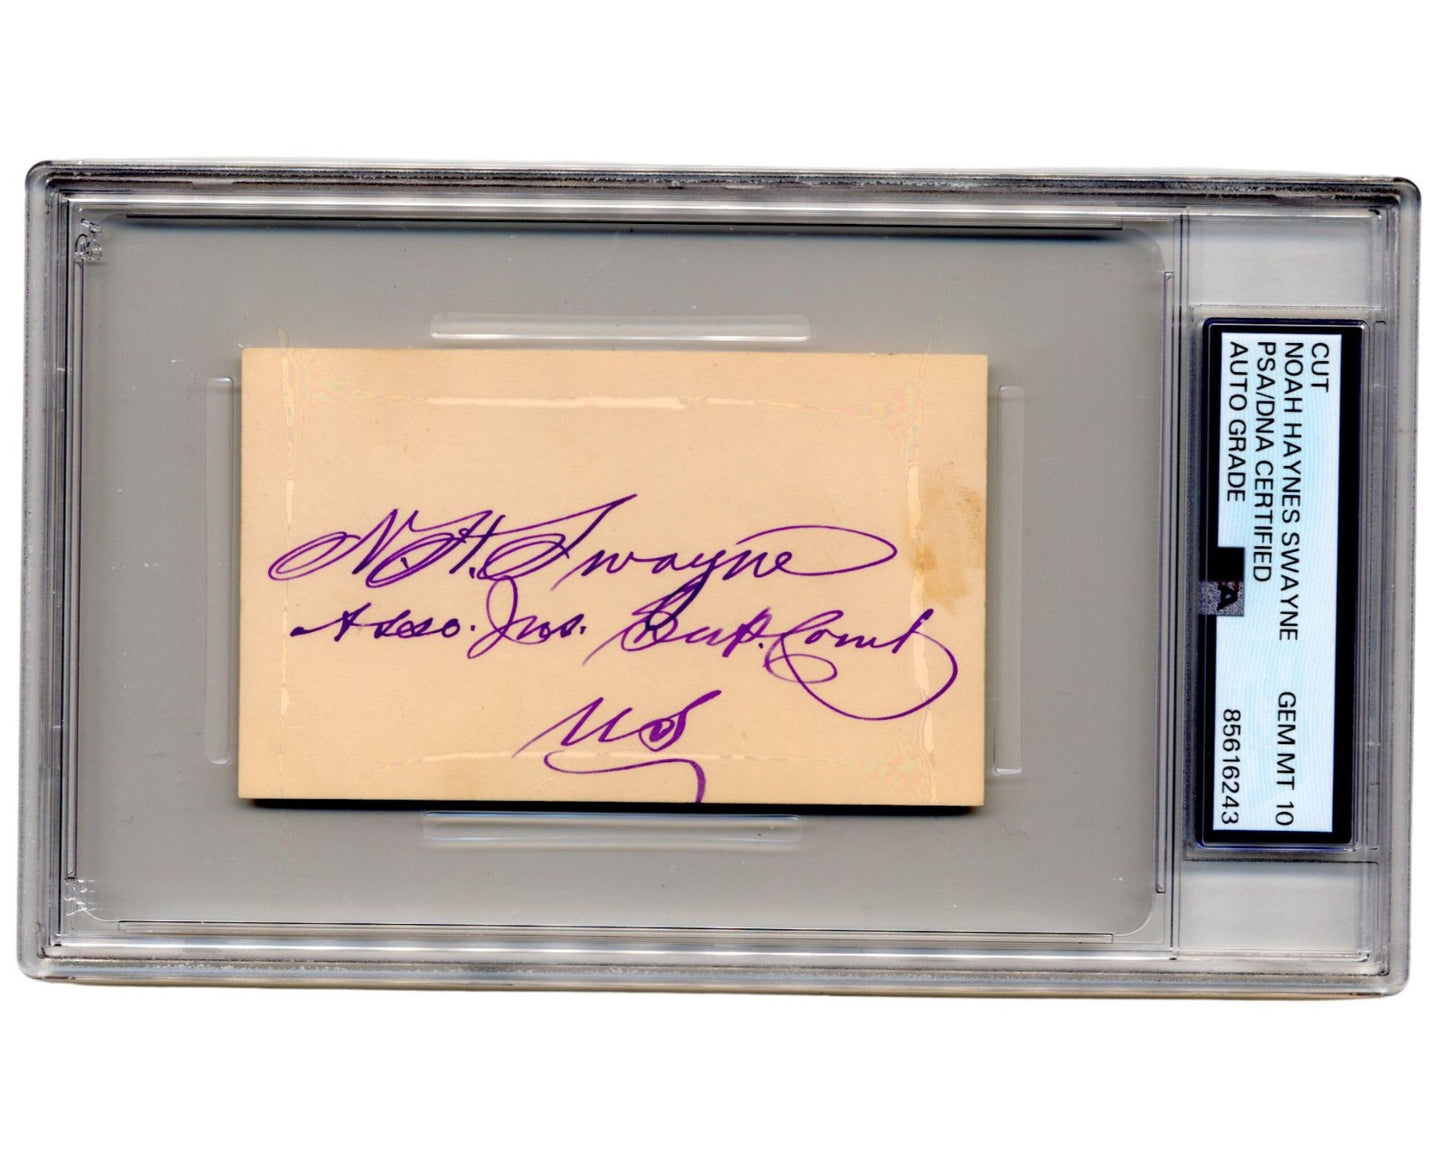 N.H. Swayne
Asso. Jus. Sup. Court
US
CUT
NOAH HAYNES SWAYNE
PSA/DNA CERTIFIED GEM MT 10
AUTO GRADE 85616243